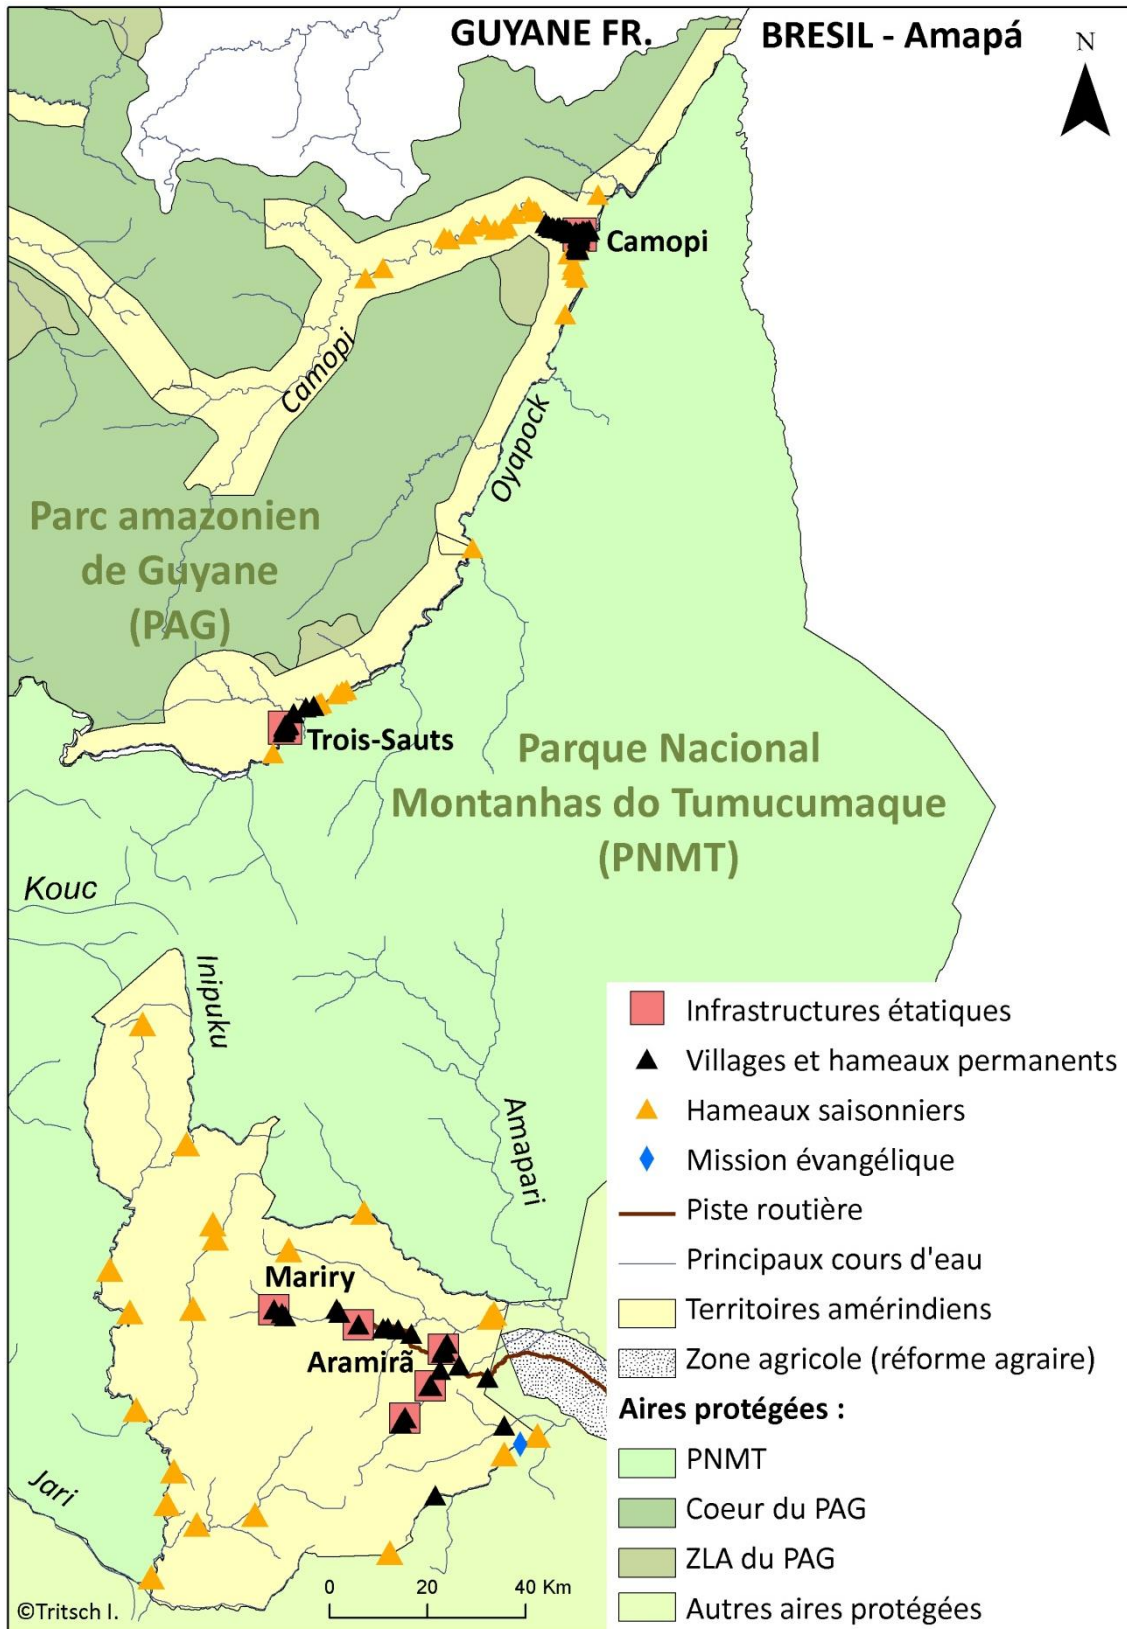 GUYANE FR.
BRESIL - Amapá
N
Camopi
Camopi
Oyapock
Parc amazonien
de Guyane
(PAG)
Trois-Sauts
Parque Nacional
Montanhas do Tumucumaque
(PNMT)
Kouc
Inipuku
Amapari
Mariry
Aramirã
Jari
Infrastructures étatiques
Villages et hameaux permanents
Hameaux saisonniers
Mission évangélique
Piste routière
Principaux cours d'eau
Territoires amérindiens
Zone agricole (réforme agraire)
Aires protégées :
PNMT
Coeur du PAG
ZLA du PAG
Autres aires protégées
0 20 40 Km
©Tritsch I.